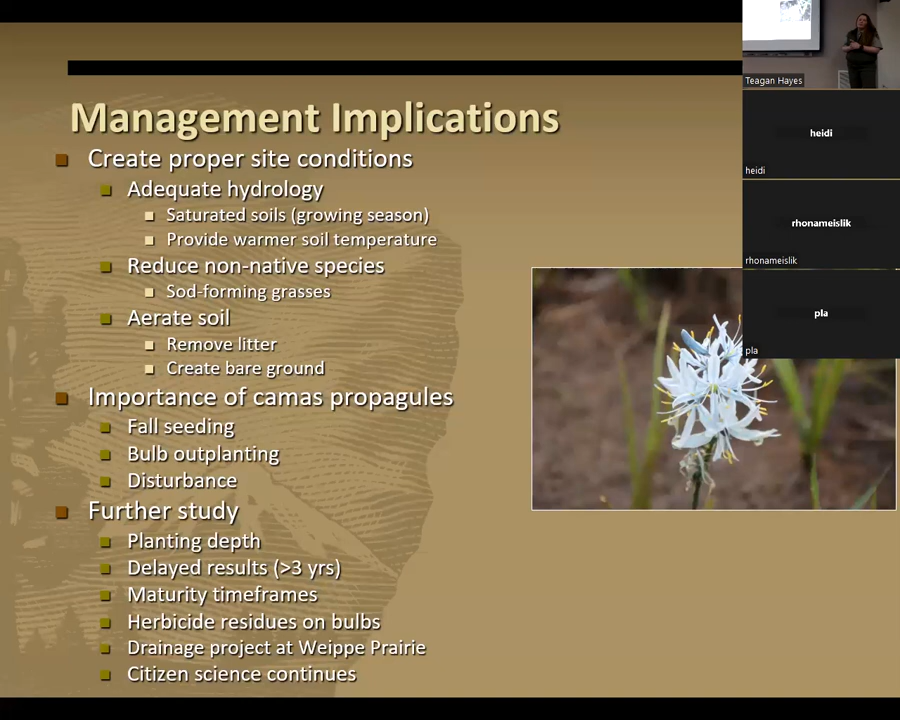 Management Implications
Create proper site conditions
Adequate hydrology
Saturated soils (growing season)
Provide warmer soil temperature
Reduce non-native species
Sod-forming grasses
Aerate soil
Remove litter
Create bare ground
Importance of camas propagules
Fall seeding
Bulb outplanting
Disturbance
Further study
Planting depth
Delayed results (>3 yrs)
Maturity timeframes
Herbicide residues on bulbs
Drainage project at Weippe Prairie
Citizen science continues
Teagan Hayes
heidi
heidi
rhonameislik
rhonameislik
pla
pla